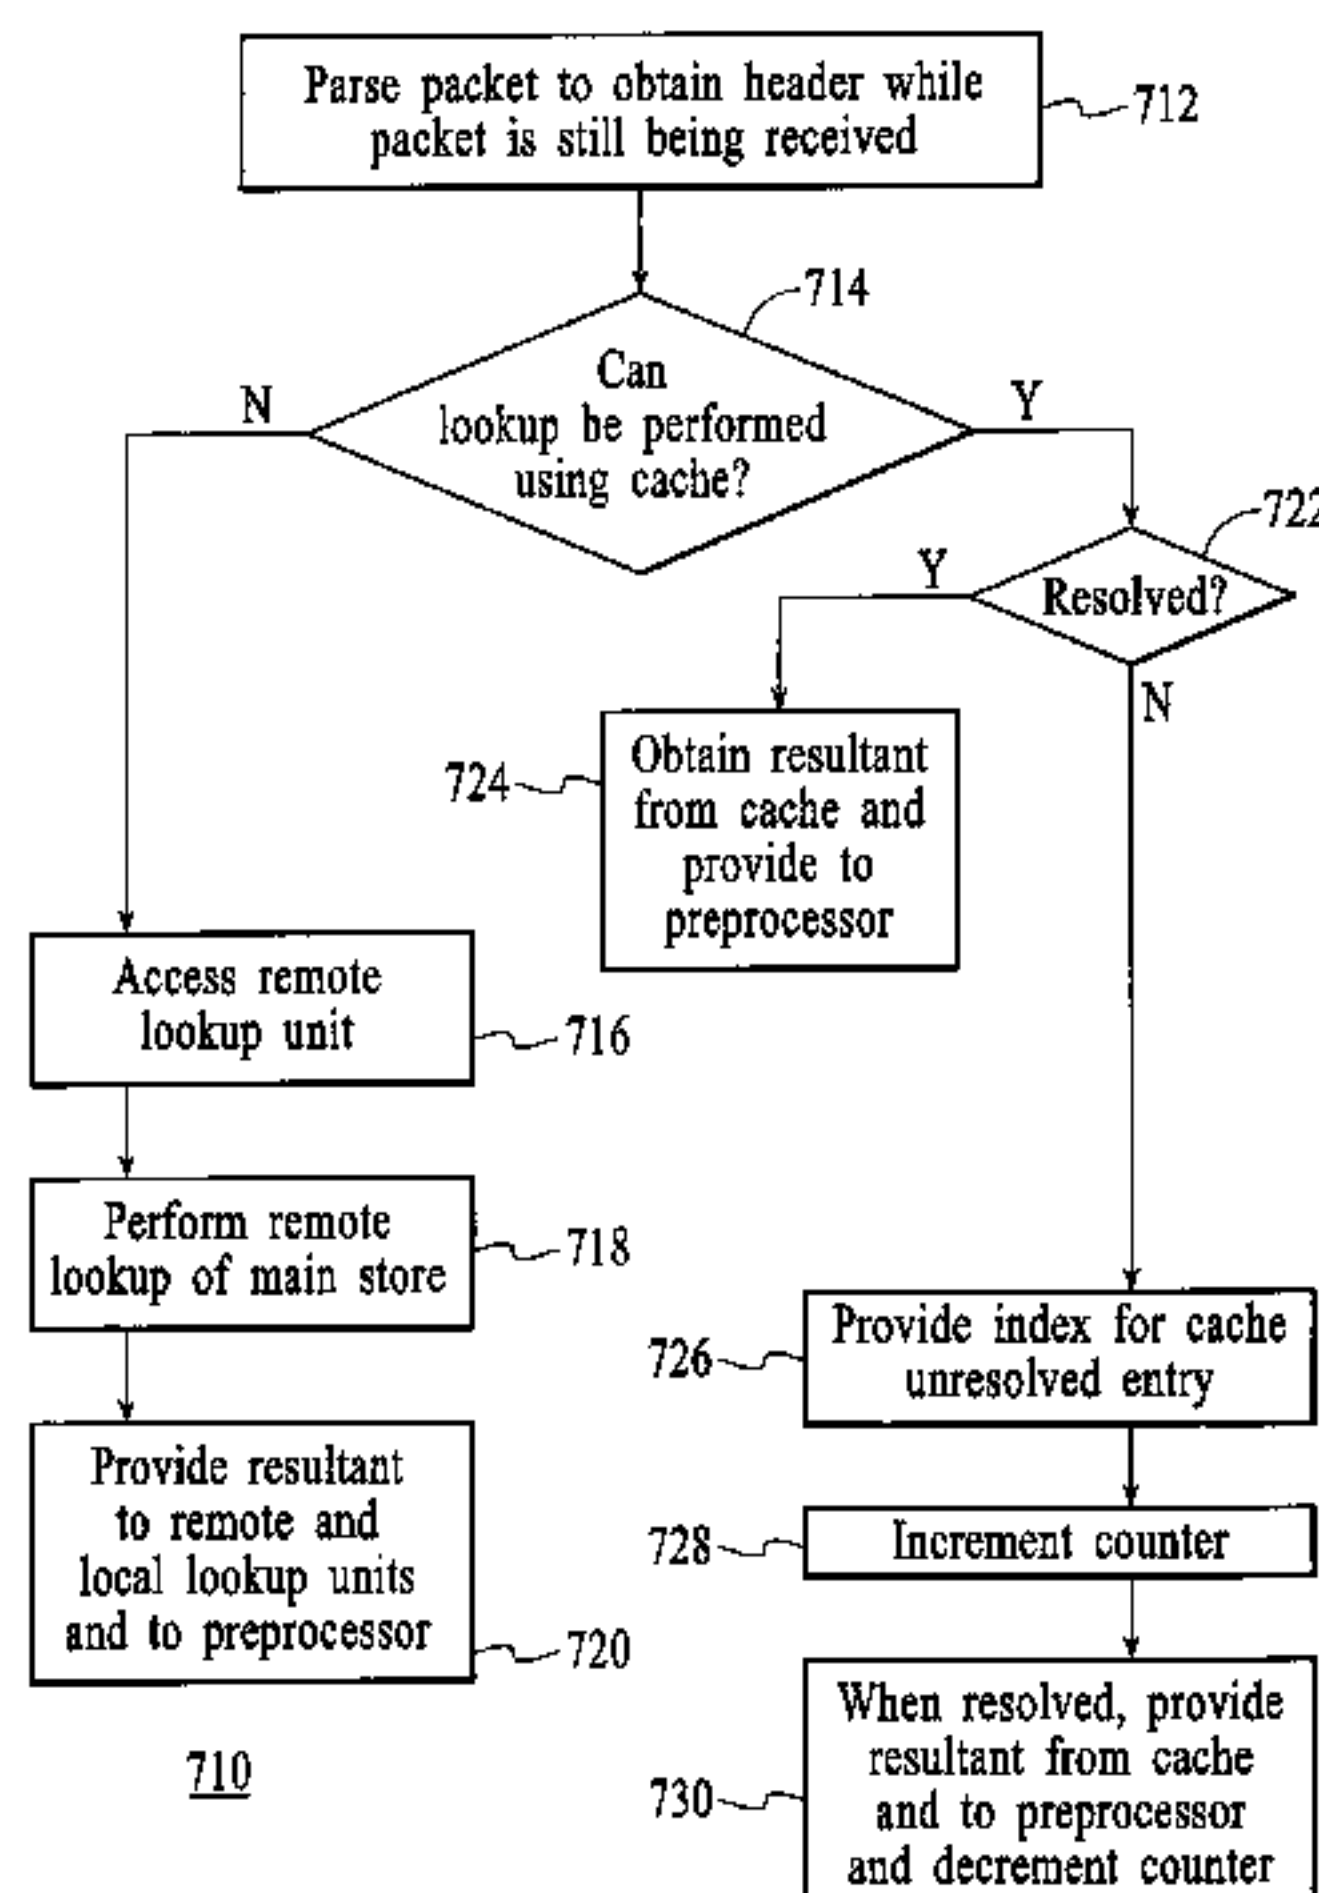 Parse packet to obtain header while
packet is still being received
712
714
Can
lookup be performed
using cache?
N
Y
722
Resolved?
Y
N
724
Obtain resultant
from cache and
provide to
preprocessor
Access remote
lookup unit
716
Perform remote
lookup of main store
718
Provide resultant
to remote and
local lookup units
and to preprocessor
720
726
Provide index for cache
unresolved entry
728
Increment counter
730
When resolved, provide
resultant from cache
and to preprocessor
and decrement counter
710